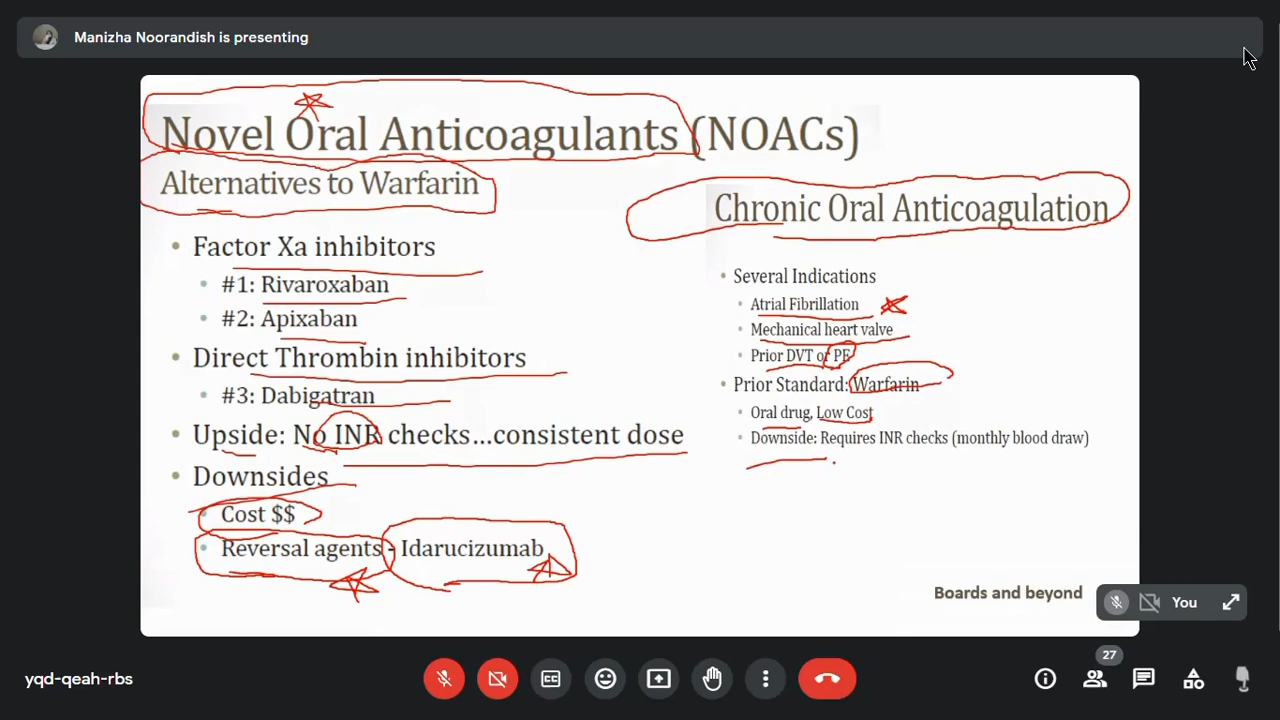 Manizha Noorandish is presenting
Novel Oral Anticoagulants (NOACs)
Alternatives to Warfarin
• Factor Xa inhibitors
• #1: Rivaroxaban
• #2: Apixaban
• Direct Thrombin inhibitors
• #3: Dabigatran
• Upside: No INR checks...consistent dose
• Downsides
• Cost $$
• Reversal agents - Idarucizumab
Chronic Oral Anticoagulation
• Several Indications
• Atrial Fibrillation
• Mechanical heart valve
• Prior DVT or PE
• Prior Standard: Warfarin
• Oral drug, Low Cost
• Downside: Requires INR checks (monthly blood draw)
Boards and beyond
You
27
yqd-qeah-rbs